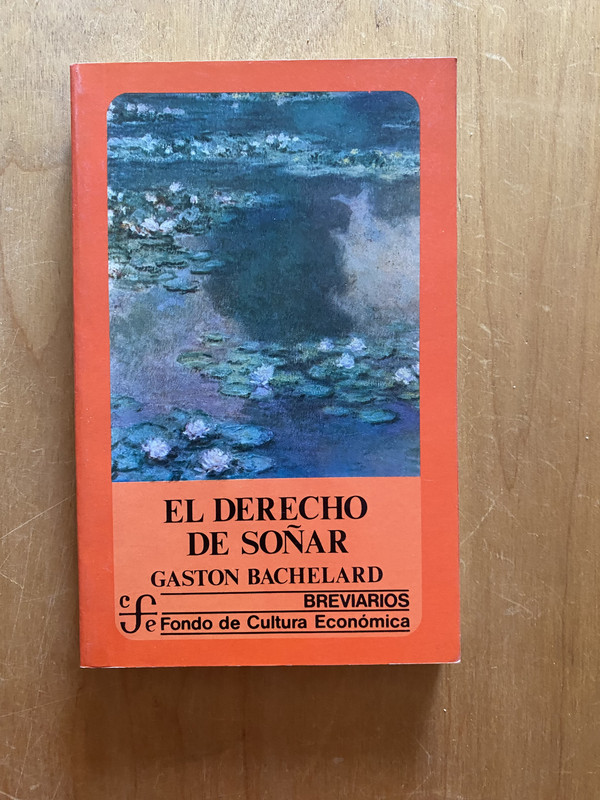 EL DERECHO
DE SOÑAR
GASTON BACHELARD
BREVIARIOS
cfe Fondo de Cultura Económica